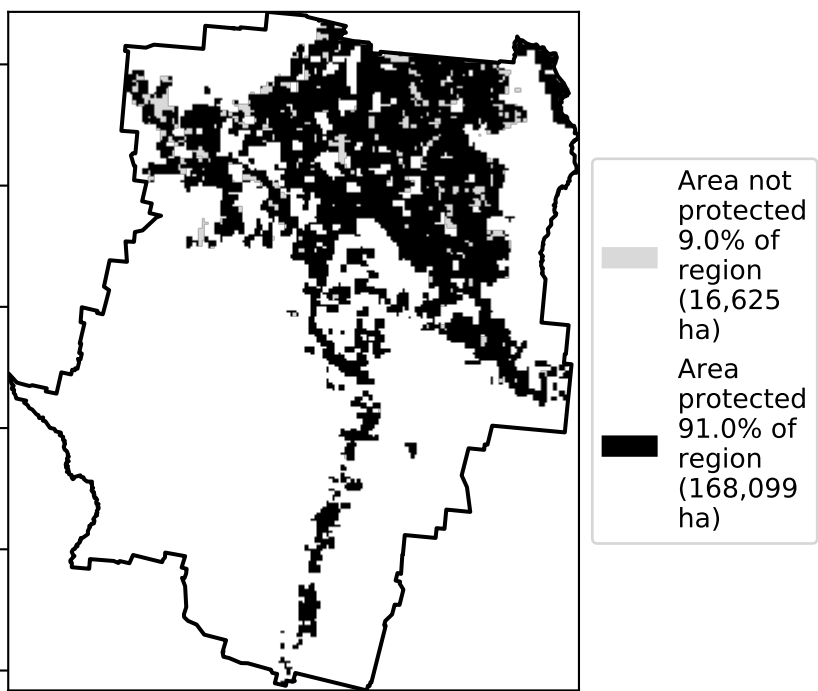 Area not
protected
9.0% of
region
(16,625
ha)
Area
protected
91.0% of
region
(168,099
ha)